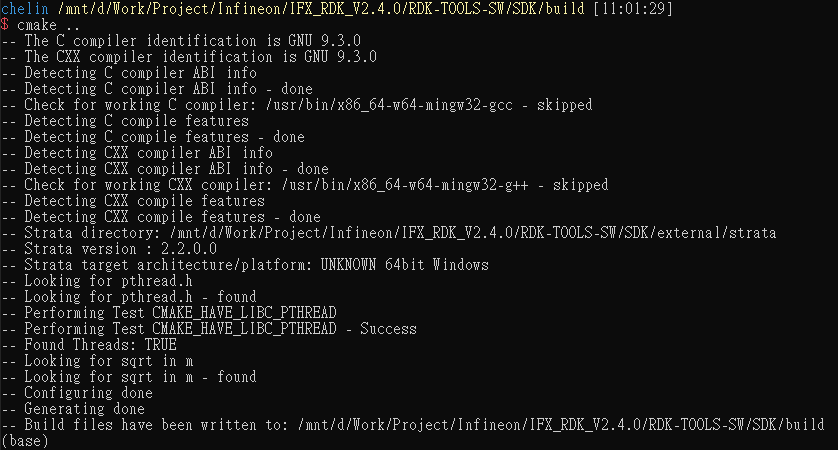 chelin /mnt/d/Work/Project/Infineon/IFX_RDK_V2.4.0/RDK-TOOLS-SW/SDK/build [11:01:29]
$ cmake ..
-- The C compiler identification is GNU 9.3.0
-- The CXX compiler identification is GNU 9.3.0
-- Detecting C compiler ABI info
-- Detecting C compiler ABI info - done
-- Check for working C compiler: /usr/bin/x86_64-w64-mingw32-gcc - skipped
-- Detecting C compile features
-- Detecting C compile features - done
-- Detecting CXX compiler ABI info
-- Detecting CXX compiler ABI info - done
-- Check for working CXX compiler: /usr/bin/x86_64-w64-mingw32-g++ - skipped
-- Detecting CXX compile features
-- Detecting CXX compile features - done
-- Strata directory: /mnt/d/Work/Project/Infineon/IFX_RDK_V2.4.0/RDK-TOOLS-SW/SDK/external/strata
-- Strata version : 2.2.0.0
-- Strata target architecture/platform: UNKNOWN 64bit Windows
-- Looking for pthread.h
-- Looking for pthread.h - found
-- Performing Test CMAKE_HAVE_LIBC_PTHREAD
-- Performing Test CMAKE_HAVE_LIBC_PTHREAD - Success
-- Found Threads: TRUE
-- Looking for sqrt in m
-- Looking for sqrt in m - found
-- Configuring done
-- Generating done
-- Build files have been written to: /mnt/d/Work/Project/Infineon/IFX_RDK_V2.4.0/RDK-TOOLS-SW/SDK/build
(base)